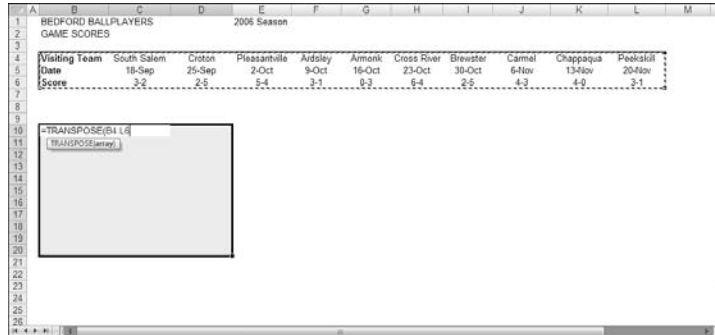 A B C D E F G H I J K L M
1 BEDFORD BALLPLAYERS 2006 Season
2 GAME SCORES
3
4 Visiting Team South Salem Croton Pleasantville Ardsley Armonk Cross River Brewster Carmel Chappaqua Peekskill
5 Date 18-Sep 25-Sep 2-Oct 9-Oct 16-Oct 23-Oct 30-Oct 6-Nov 13-Nov 20-Nov
6 Score 3-2 2-5 5-4 3-1 0-3 6-4 2-5 4-3 4-0 3-1
7
8
9
10 =TRANSPOSE(B4:L6
11 TRANSPOSE(array)
12
13
14
15
16
17
18
19
20
21
22
23
24
25
26